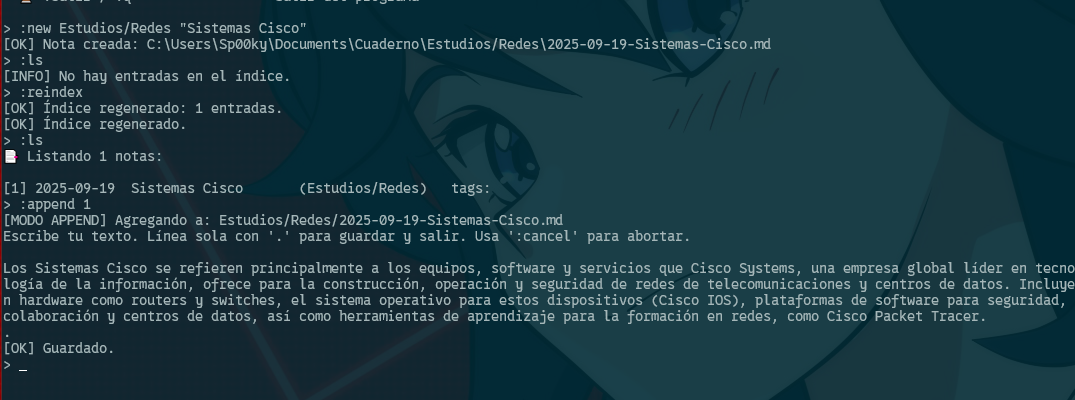 > :new Estudios/Redes "Sistemas Cisco"
[OK] Nota creada: C:\Users\Sp00ky\Documents\Cuaderno\Estudios/Redes\2025-09-19-Sistemas-Cisco.md
> :ls
[INFO] No hay entradas en el índice.
> :reindex
[OK] Índice regenerado: 1 entradas.
[OK] Índice regenerado.
> :ls
📑 Listando 1 notas:
[1] 2025-09-19  Sistemas Cisco       (Estudios/Redes)   tags:
> :append 1
[MODO APPEND] Agregando a: Estudios/Redes/2025-09-19-Sistemas-Cisco.md
Escribe tu texto. Línea sola con '.' para guardar y salir. Usa ':cancel' para abortar.
Los Sistemas Cisco se refieren principalmente a los equipos, software y servicios que Cisco Systems, una empresa global líder en tecno
logía de la información, ofrece para la construcción, operación y seguridad de redes de telecomunicaciones y centros de datos. Incluye
n hardware como routers y switches, el sistema operativo para estos dispositivos (Cisco IOS), plataformas de software para seguridad,
colaboración y centros de datos, así como herramientas de aprendizaje para la formación en redes, como Cisco Packet Tracer.
.
[OK] Guardado.
> _